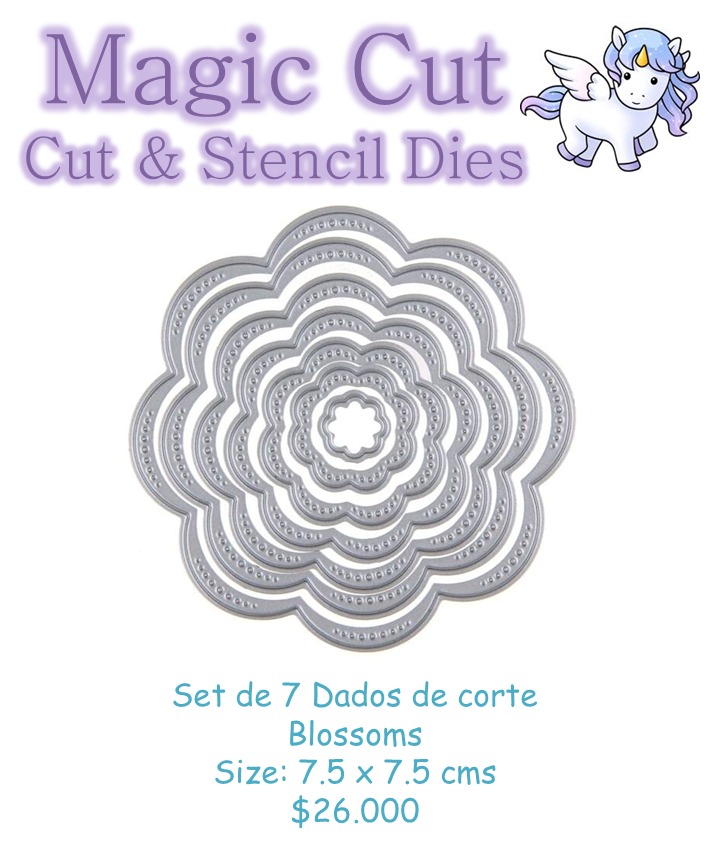 Magic Cut
Cut & Stencil Dies
Set de 7 Dados de corte
Blossoms
Size: 7.5 x 7.5 cms
$26.000